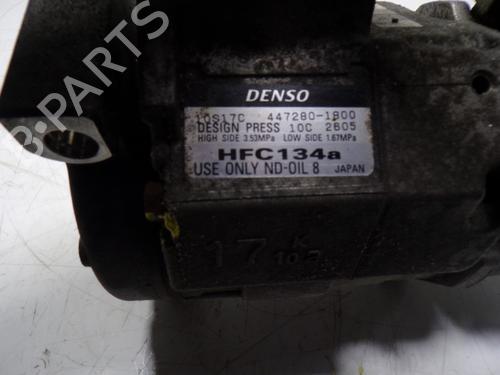 DENSO
10S17C 447280-1800
DESIGN PRESS 10C 2605
HIGH SIDE 3.53MPa LOW SIDE 1.67MPa
HFC134a
USE ONLY ND-OIL 8 JAPAN
17 K
B-PARTS